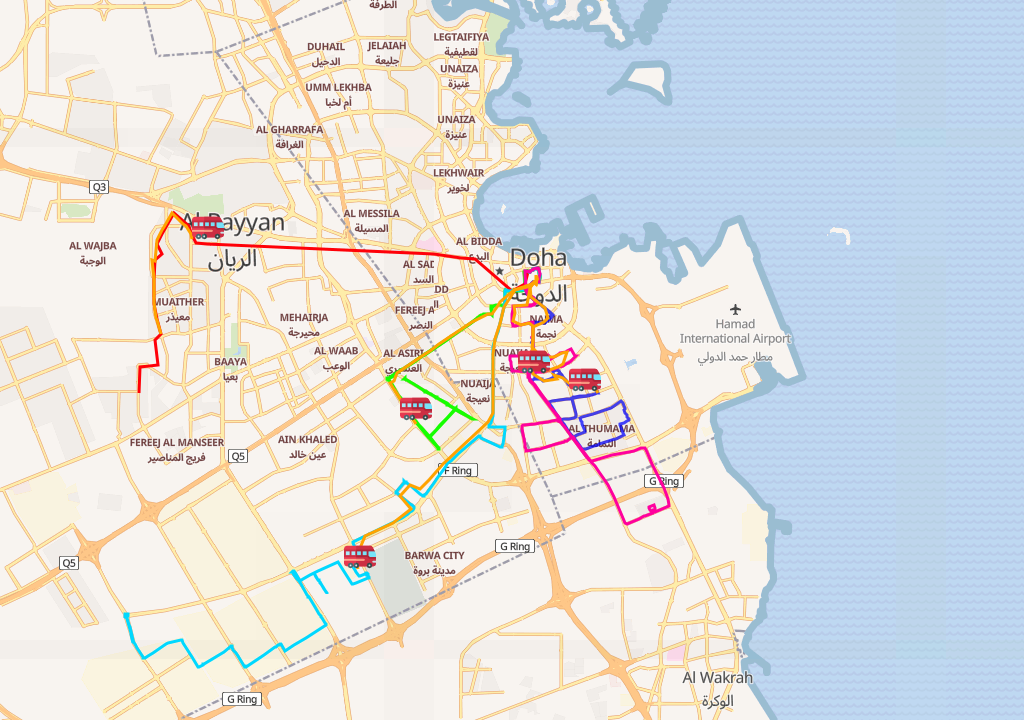 الطرفة
LEGTAIFIYA
لقطيفية
DUHAIL
الدحيل
JELAIAH
جليعة
UNAIZA
عنيزة
UMM LEKHBA
أم لخبا
UNAIZA
عنيزة
AL GHARRAFA
الغرافة
LEKHWAIR
لخوير
Q3
AL MESSILA
المسيلة
Al Rayyan
الريان
AL WAJBA
الوجبة
AL BIDDA
البدع
Doha
الدوحة
AL SAD
السد
DD
ال
MUAITHER
معيذر
MEHAIRJA
محيرجة
FEREEJ A
النصر
NAJMA
نجمة
Hamad
International Airport
مطار حمد الدولي
AL WAAB
الوعب
AL ASIRI
العسيري
BAAYA
بعيا
NUAIJA
نعيجة
AL THUMAMA
الثمامة
FEREEJ AL MANSEER
فريج المناصير
AIN KHALED
عين خالد
Q5
F Ring
G Ring
G Ring
BARWA CITY
مدينة بروة
Q5
Al Wakrah
الوكرة
G Ring